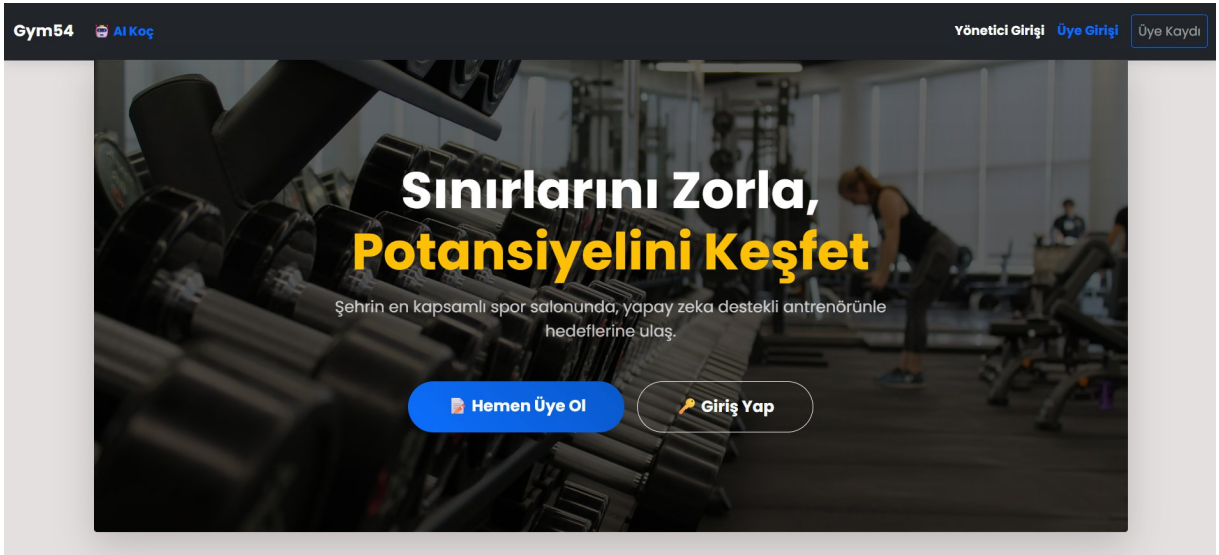 Gym54
AI Koç
Yönetici Girişi
Üye Girişi
Üye Kaydı
Sınırlarını Zorla,
Potansiyelini Keşfet
Şehrin en kapsamlı spor salonunda, yapay zeka destekli antrenörünle
hedeflerine ulaş.
Hemen Üye Ol
Giriş Yap